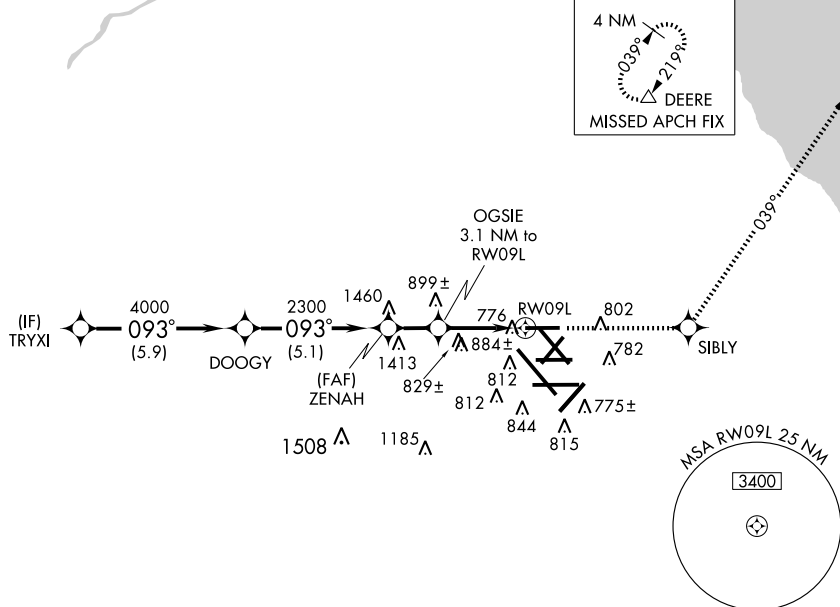 4 NM
039°
219°
DEERE
MISSED APCH FIX
039°
OGSIE
3.1 NM to
RW09L
(IF)
TRYXI
4000
093°
(5.9)
DOOGY
2300
093°
(5.1)
1460
899±
776
RW09L
802
1413
(FAF)
ZENAH
829±
884±
812
782
SIBLY
812
844
775±
815
1508
1185
MSA RW09L 25 NM
3400